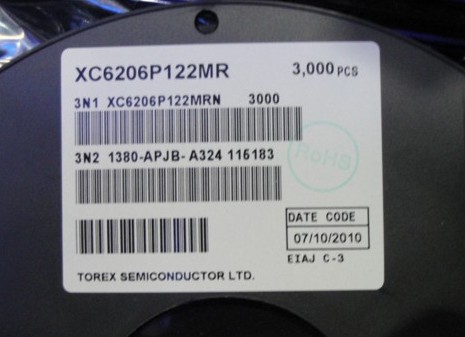 XC6206P122MR 3,000 PCS
3N1 XC6206P122MRN 3000
3N2 1380-APJB-A324 116183
RoHS
DATE CODE
07/10/2010
EIAJ C-3
TOREX SEMICONDUCTOR LTD.